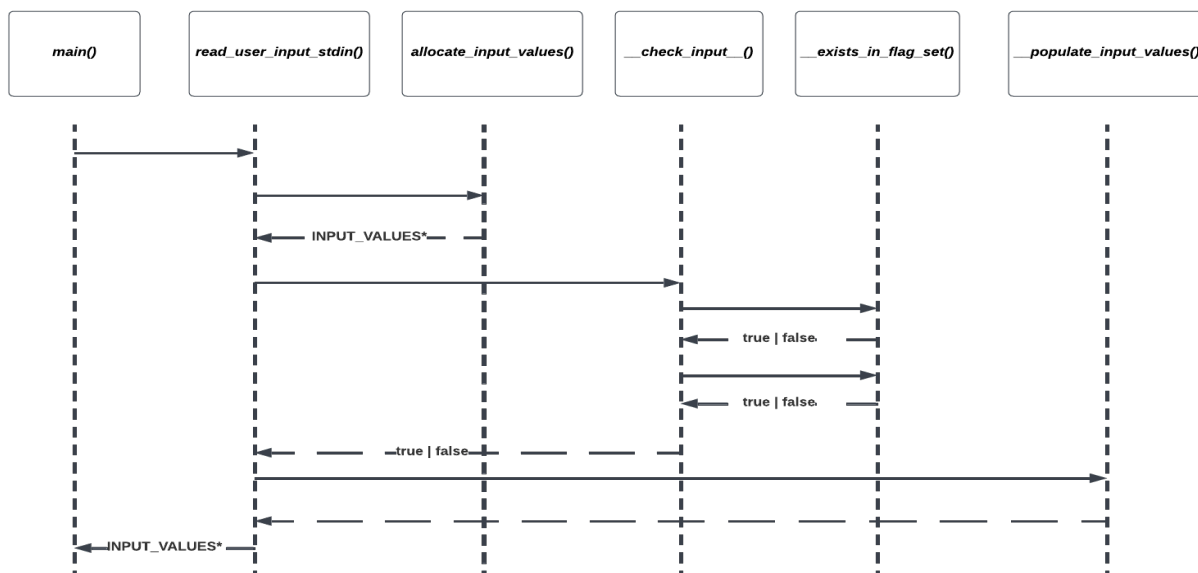 main()
read_user_input_stdin()
allocate_input_values()
__check_input__()
__exists_in_flag_set()
__populate_input_values()
INPUT_VALUES*
true | false
true | false
true | false
INPUT_VALUES*